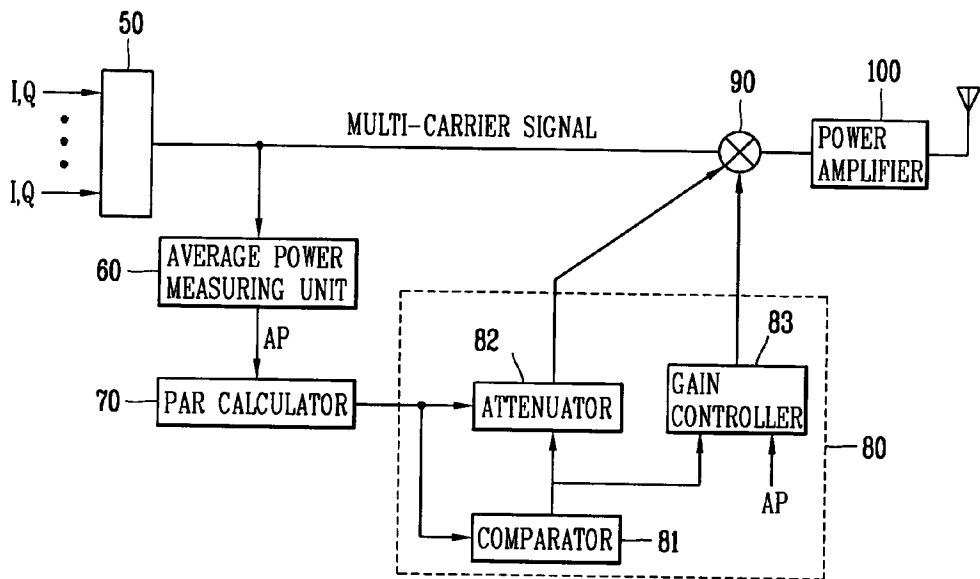 50
I,Q
I,Q
MULTI-CARRIER SIGNAL
90
100
POWER
AMPLIFIER
60
AVERAGE POWER
MEASURING UNIT
AP
70
PAR CALCULATOR
82
ATTENUATOR
83
GAIN
CONTROLLER
80
AP
COMPARATOR
81